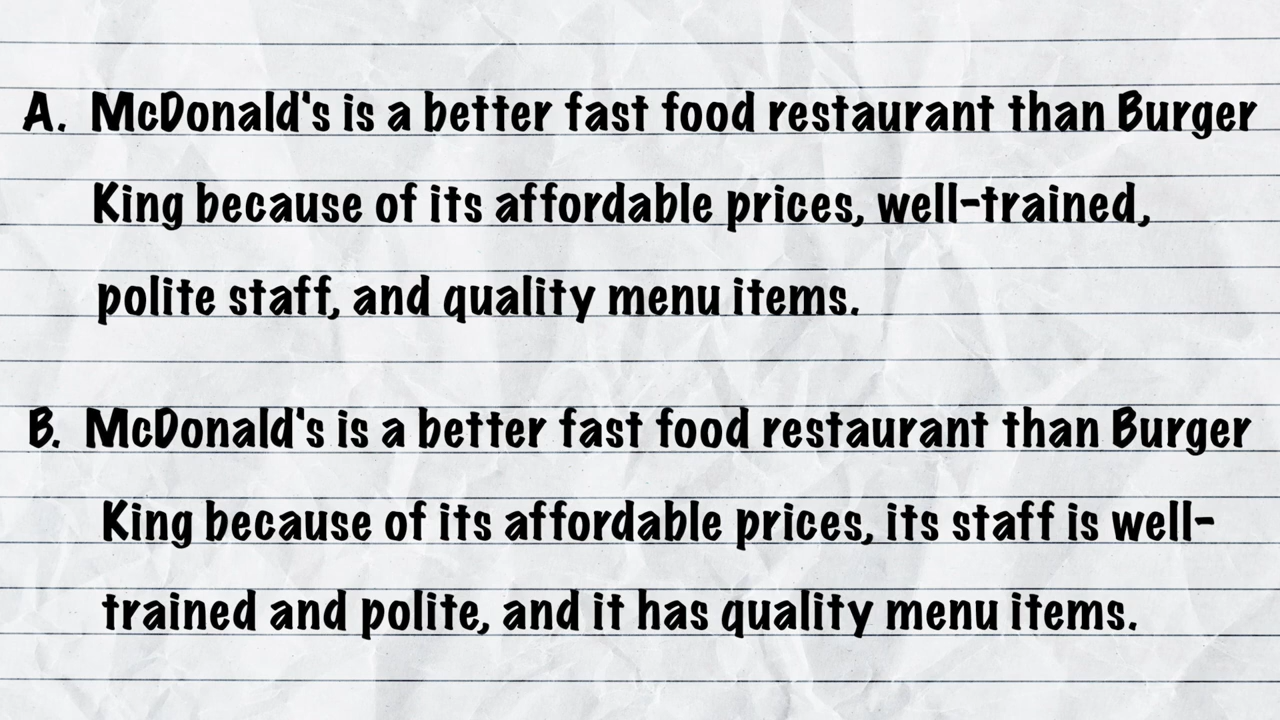 A. McDonald's is a better fast food restaurant than Burger
King because of its affordable prices, well-trained,
polite staff, and quality menu items.
B. McDonald's is a better fast food restaurant than Burger
King because of its affordable prices, its staff is well-
trained and polite, and it has quality menu items.